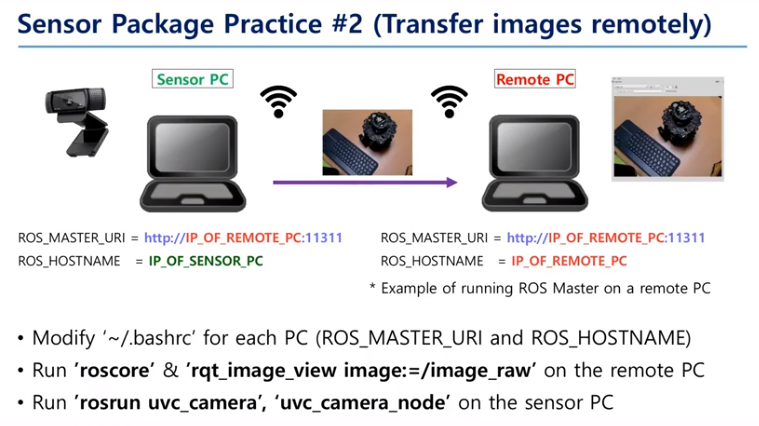 Sensor Package Practice #2 (Transfer images remotely)
Sensor PC
Remote PC
ROS_MASTER_URI = http://IP_OF_REMOTE_PC:11311
ROS_HOSTNAME = IP_OF_SENSOR_PC
ROS_MASTER_URI = http://IP_OF_REMOTE_PC:11311
ROS_HOSTNAME = IP_OF_REMOTE_PC
* Example of running ROS Master on a remote PC
• Modify ‘~/.bashrc’ for each PC (ROS_MASTER_URI and ROS_HOSTNAME)
• Run ’roscore’ & ’rqt_image_view image:=/image_raw’ on the remote PC
• Run ’rosrun uvc_camera’, ‘uvc_camera_node’ on the sensor PC